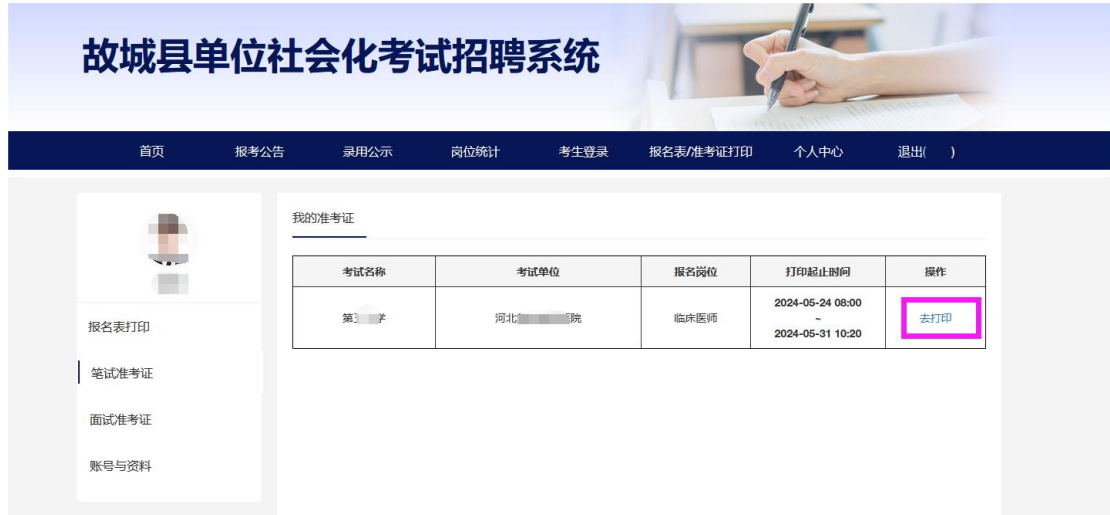 故城县单位社会化考试招聘系统
首页 报考公告 录用公示 岗位统计 考生登录 报名表/准考证打印 个人中心 退出( )
报名表打印
笔试准考证
面试准考证
账号与资料
我的准考证
考试名称 考试单位 报名岗位 打印起止时间 操作
第 学 河北 院 临床医师 2024-05-24 08:00
~
2024-05-31 10:20 去打印